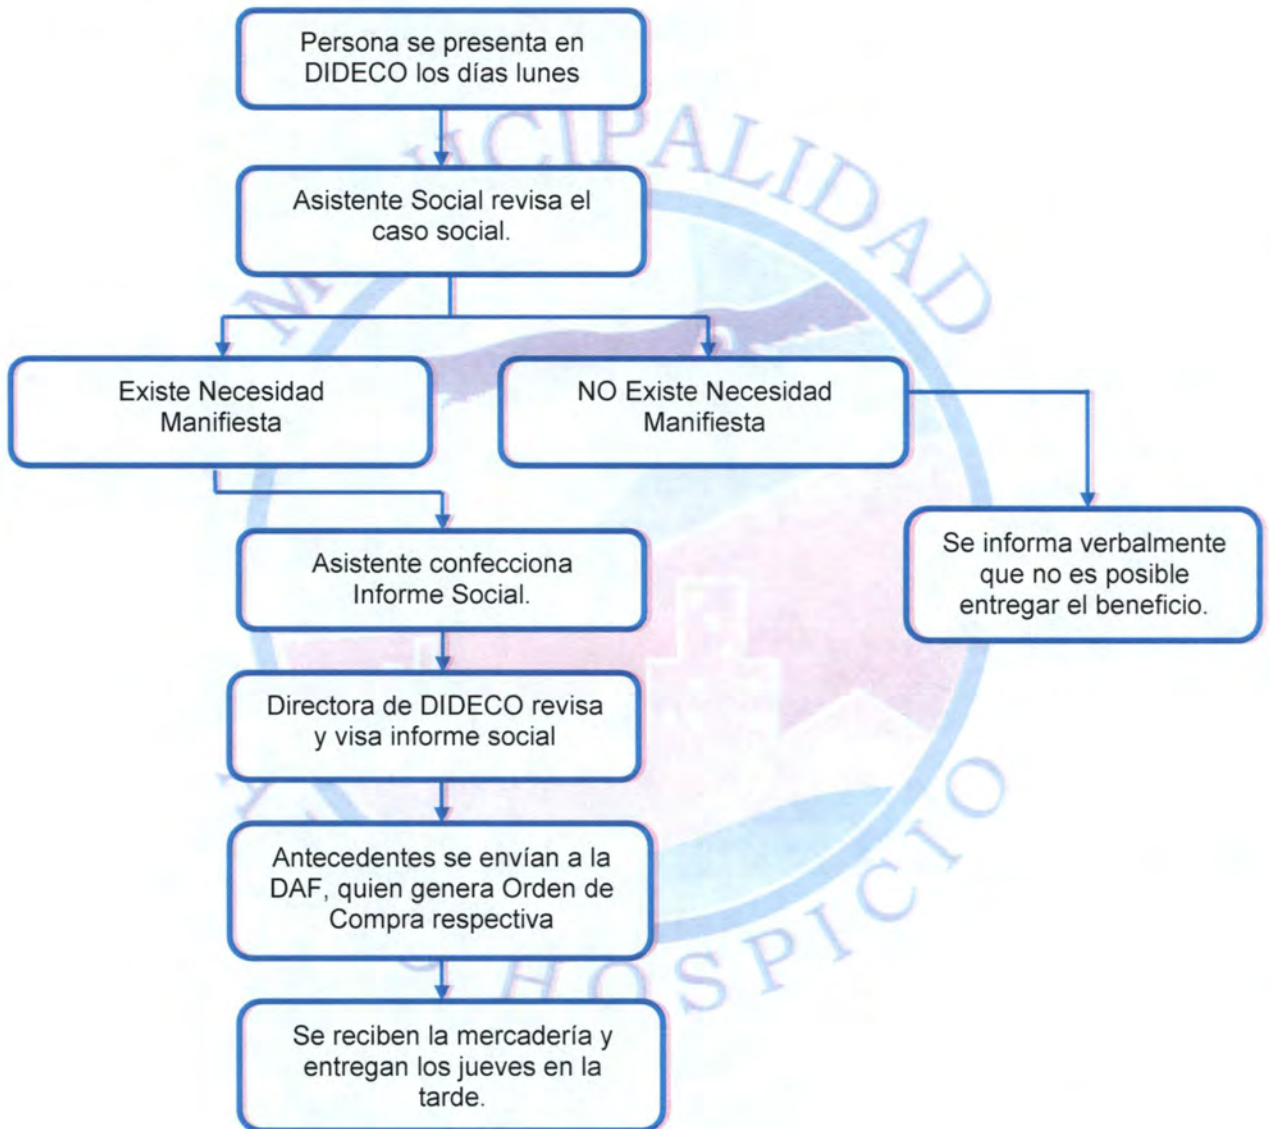 Persona se presenta en
DIDECO los días lunes
Asistente Social revisa el
caso social.
Existe Necesidad
Manifiesta
NO Existe Necesidad
Manifiesta
Asistente confecciona
Informe Social.
Se informa verbalmente
que no es posible
entregar el beneficio.
Directora de DIDECO revisa
y visa informe social
Antecedentes se envían a la
DAF, quien genera Orden de
Compra respectiva
Se reciben la mercadería y
entregan los jueves en la
tarde.
HOSPICIO